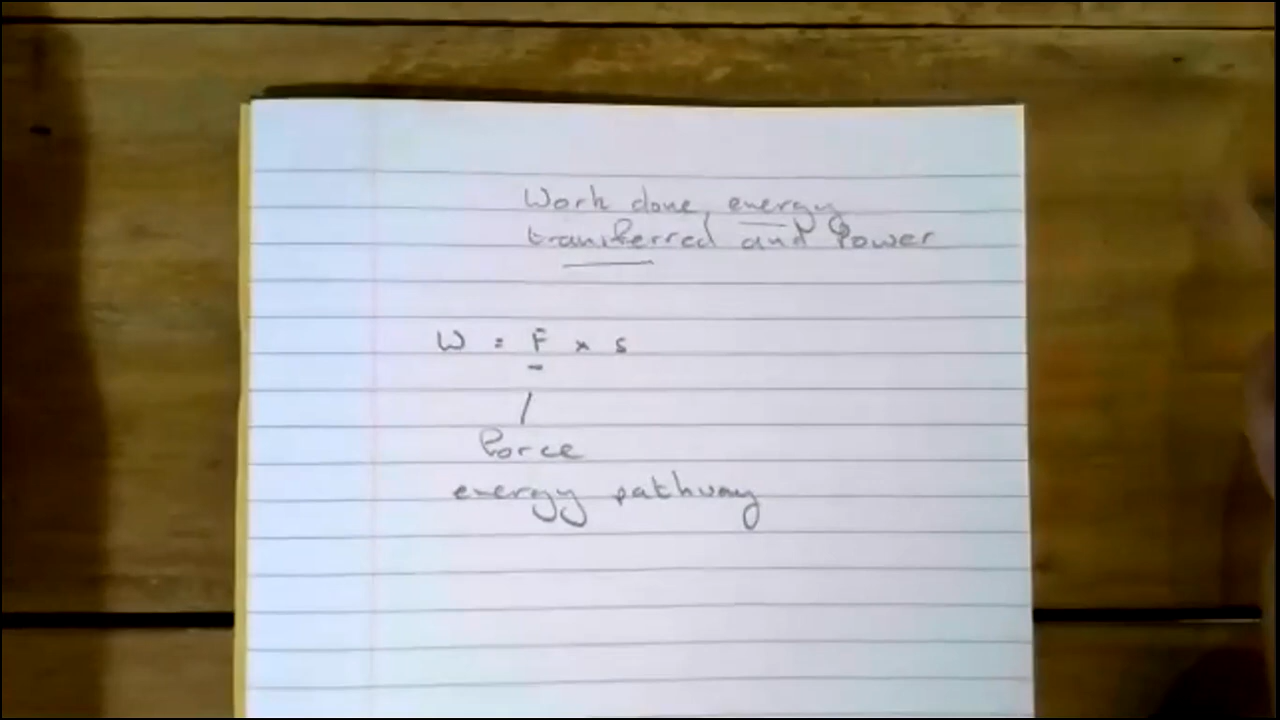 Work done, energy
transferred and Power
W = F × s
Force
energy pathway